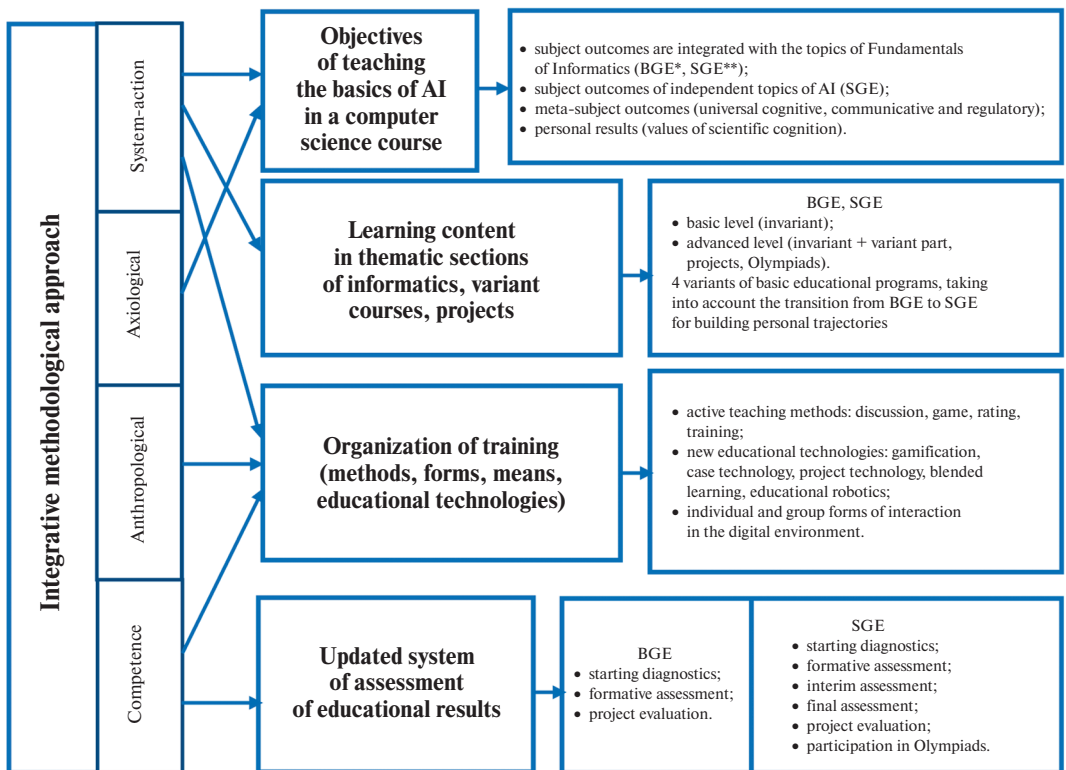 Integrative methodological approach
System-action
Axiological
Anthropological
Competence
Objectives
of teaching
the basics of AI
in a computer
science course
• subject outcomes are integrated with the topics of Fundamentals
of Informatics (BGE*, SGE**);
• subject outcomes of independent topics of AI (SGE);
• meta-subject outcomes (universal cognitive, communicative and regulatory);
• personal results (values of scientific cognition).
Learning content
in thematic sections
of informatics, variant
courses, projects
BGE, SGE
• basic level (invariant);
• advanced level (invariant + variant part,
projects, Olympiads).
4 variants of basic educational programs, taking
into account the transition from BGE to SGE
for building personal trajectories
Organization of training
(methods, forms, means,
educational technologies)
• active teaching methods: discussion, game, rating,
training;
• new educational technologies: gamification,
case technology, project technology, blended
learning, educational robotics;
• individual and group forms of interaction
in the digital environment.
Updated system
of assessment
of educational results
BGE
• starting diagnostics;
• formative assessment;
• project evaluation.
SGE
• starting diagnostics;
• formative assessment;
• interim assessment;
• final assessment;
• project evaluation;
• participation in Olympiads.